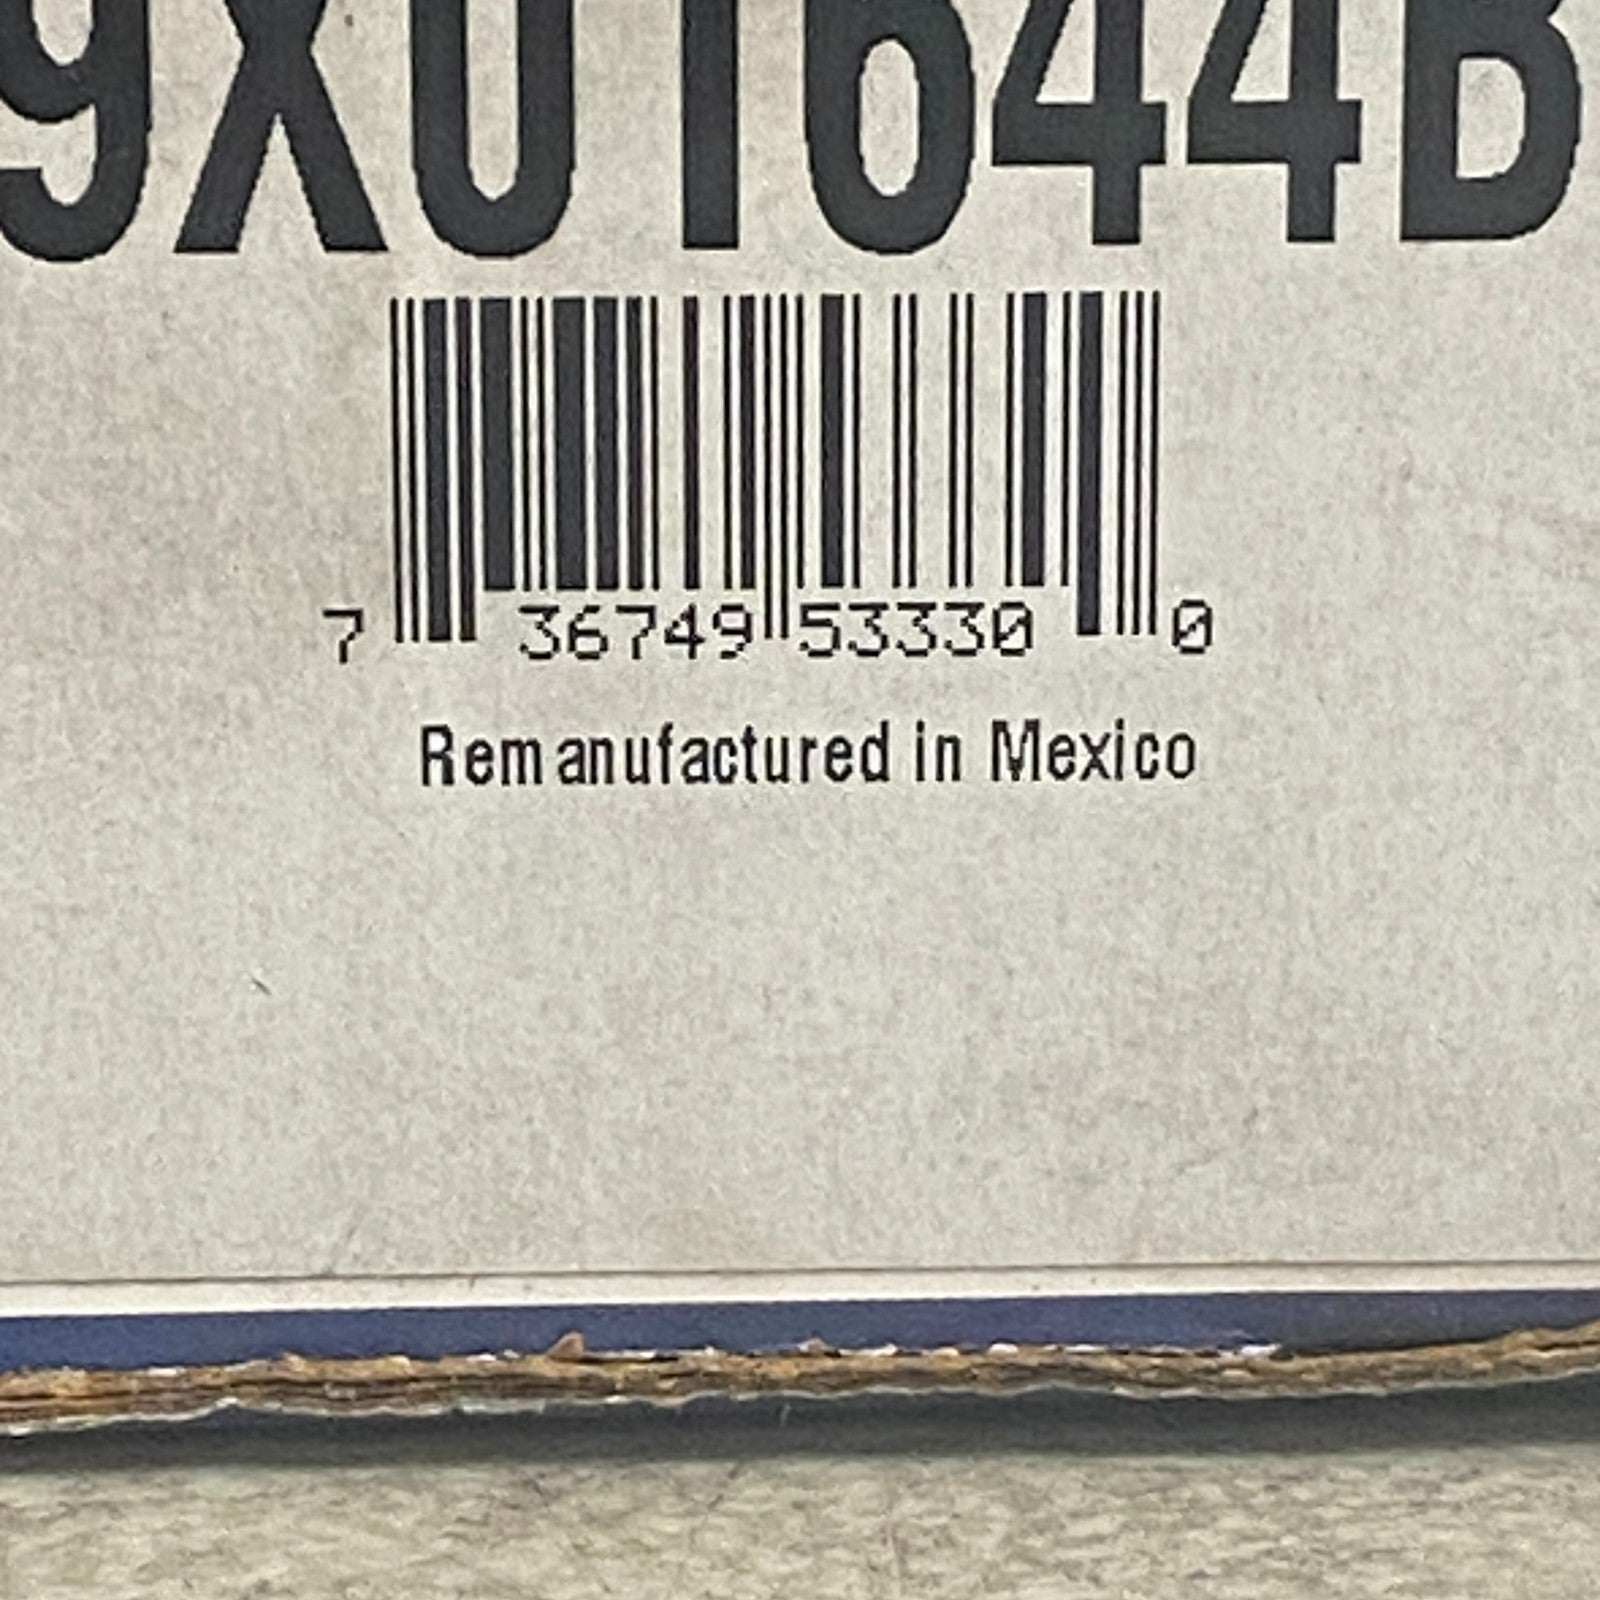 9X01644B
7 36749 53330 0
Remanufactured in Mexico